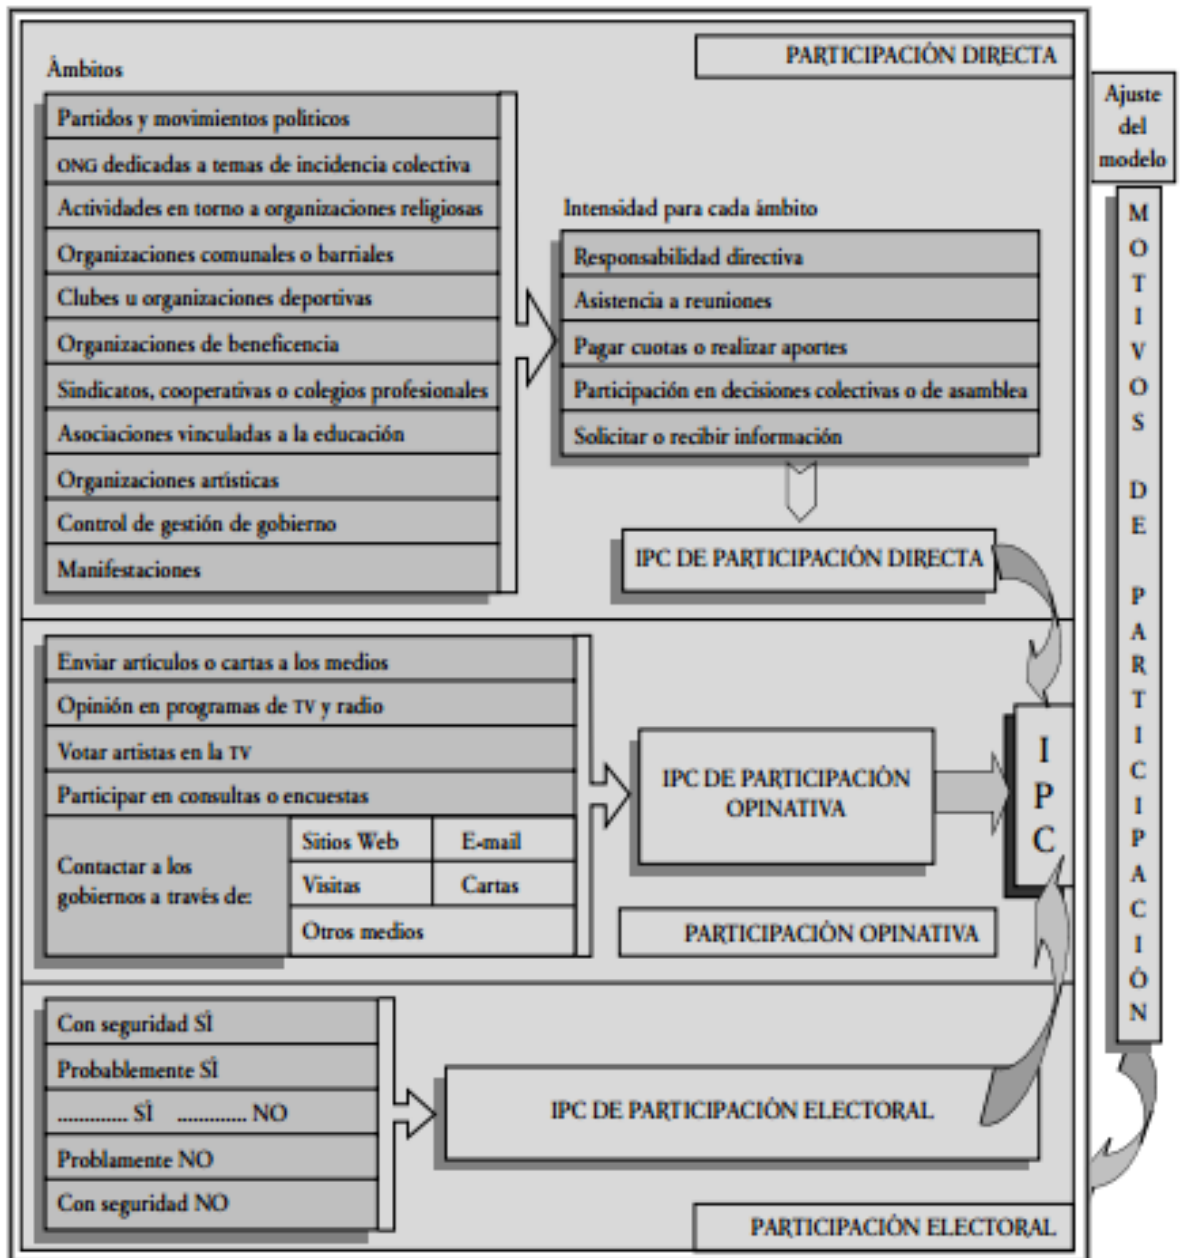 PARTICIPACIÓN DIRECTA
Ámbitos
Partidos y movimientos políticos
ONG dedicadas a temas de incidencia colectiva
Actividades en torno a organizaciones religiosas
Organizaciones comunales o barriales
Clubes u organizaciones deportivas
Organizaciones de beneficencia
Sindicatos, cooperativas o colegios profesionales
Asociaciones vinculadas a la educación
Organizaciones artísticas
Control de gestión de gobierno
Manifestaciones
Intensidad para cada ámbito
Responsabilidad directiva
Asistencia a reuniones
Pagar cuotas o realizar aportes
Participación en decisiones colectivas o de asamblea
Solicitar o recibir información
IPC DE PARTICIPACIÓN DIRECTA
Enviar artículos o cartas a los medios
Opinión en programas de TV y radio
Votar artistas en la TV
Participar en consultas o encuestas
Contactar a los
gobiernos a través de:
Sitios Web
E-mail
Visitas
Cartas
Otros medios
IPC DE PARTICIPACIÓN
OPINATIVA
PARTICIPACIÓN OPINATIVA
IPC
Con seguridad SÍ
Probablemente SÍ
............. SÍ ............. NO
Problamente NO
Con seguridad NO
IPC DE PARTICIPACIÓN ELECTORAL
PARTICIPACIÓN ELECTORAL
Ajuste
del
modelo
MOTIVOS DE PARTICIPACIÓN